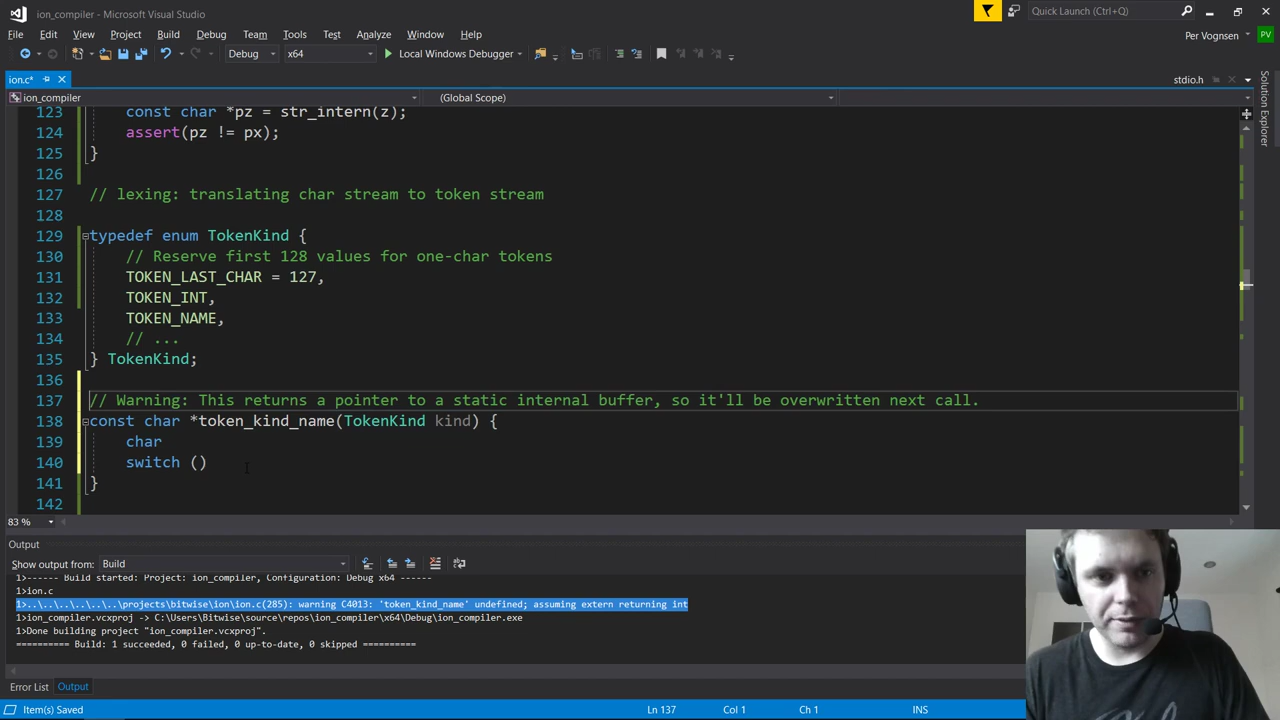 ion_compiler - Microsoft Visual Studio
Quick Launch (Ctrl+Q)
File Edit View Project Build Debug Team Tools Test Analyze Window Help
Per Vognsen PV
Debug x64 Local Windows Debugger
ion.c* stdio.h
ion_compiler (Global Scope)
123 const char *pz = str_intern(z);
124 assert(pz != px);
125 }
126
127 // lexing: translating char stream to token stream
128
129 typedef enum TokenKind {
130 // Reserve first 128 values for one-char tokens
131 TOKEN_LAST_CHAR = 127,
132 TOKEN_INT,
133 TOKEN_NAME,
134 // ...
135 } TokenKind;
136
137 // Warning: This returns a pointer to a static internal buffer, so it'll be overwritten next call.
138 const char *token_kind_name(TokenKind kind) {
139 char
140 switch ()
141 }
142
83 %
Output
Show output from: Build
1>------ Build started: Project: ion_compiler, Configuration: Debug x64 ------
1>ion.c
1>..\..\..\..\..\..\projects\bitwise\ion\ion.c(285): warning C4013: 'token_kind_name' undefined; assuming extern returning int
1>ion_compiler.vcxproj -> C:\Users\Bitwise\source\repos\ion_compiler\x64\Debug\ion_compiler.exe
1>Done building project "ion_compiler.vcxproj".
========== Build: 1 succeeded, 0 failed, 0 up-to-date, 0 skipped ==========
Error List Output
Item(s) Saved Ln 137 Col 1 Ch 1 INS
Solution Explorer